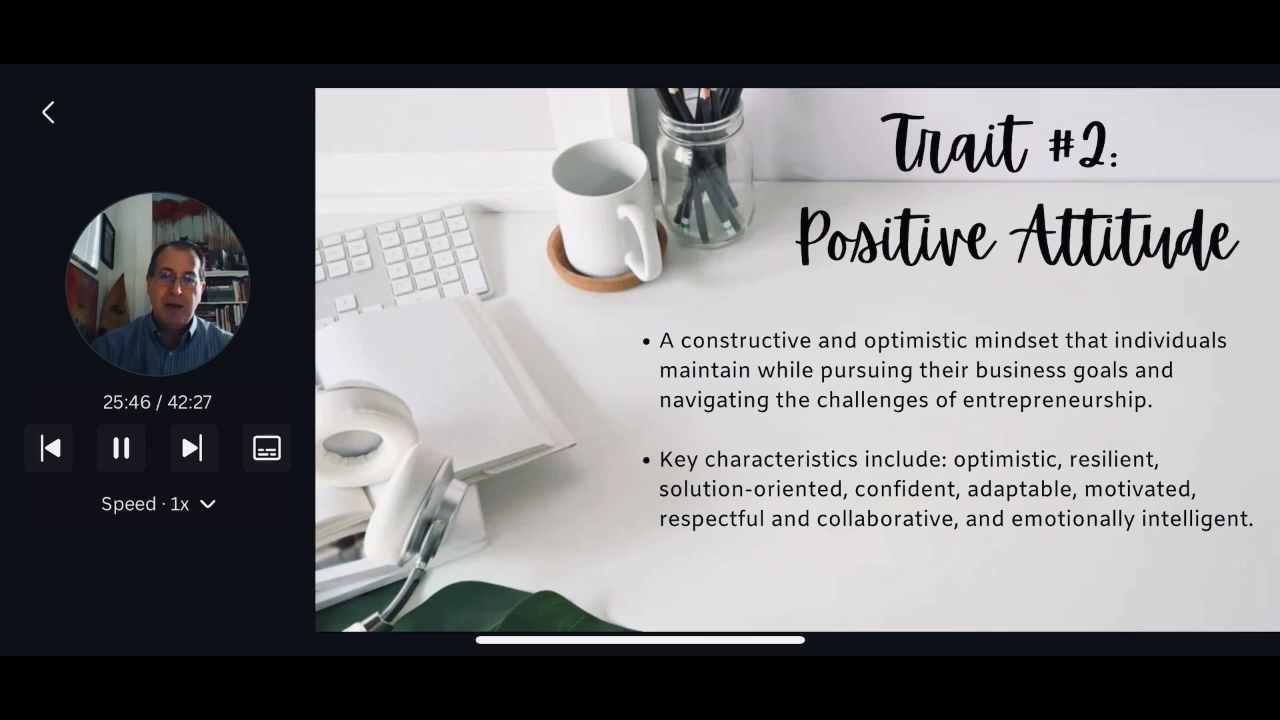 Trait #2:
Positive Attitude
• A constructive and optimistic mindset that individuals
maintain while pursuing their business goals and
navigating the challenges of entrepreneurship.
• Key characteristics include: optimistic, resilient,
solution-oriented, confident, adaptable, motivated,
respectful and collaborative, and emotionally intelligent.
25:46 / 42:27
Speed · 1x